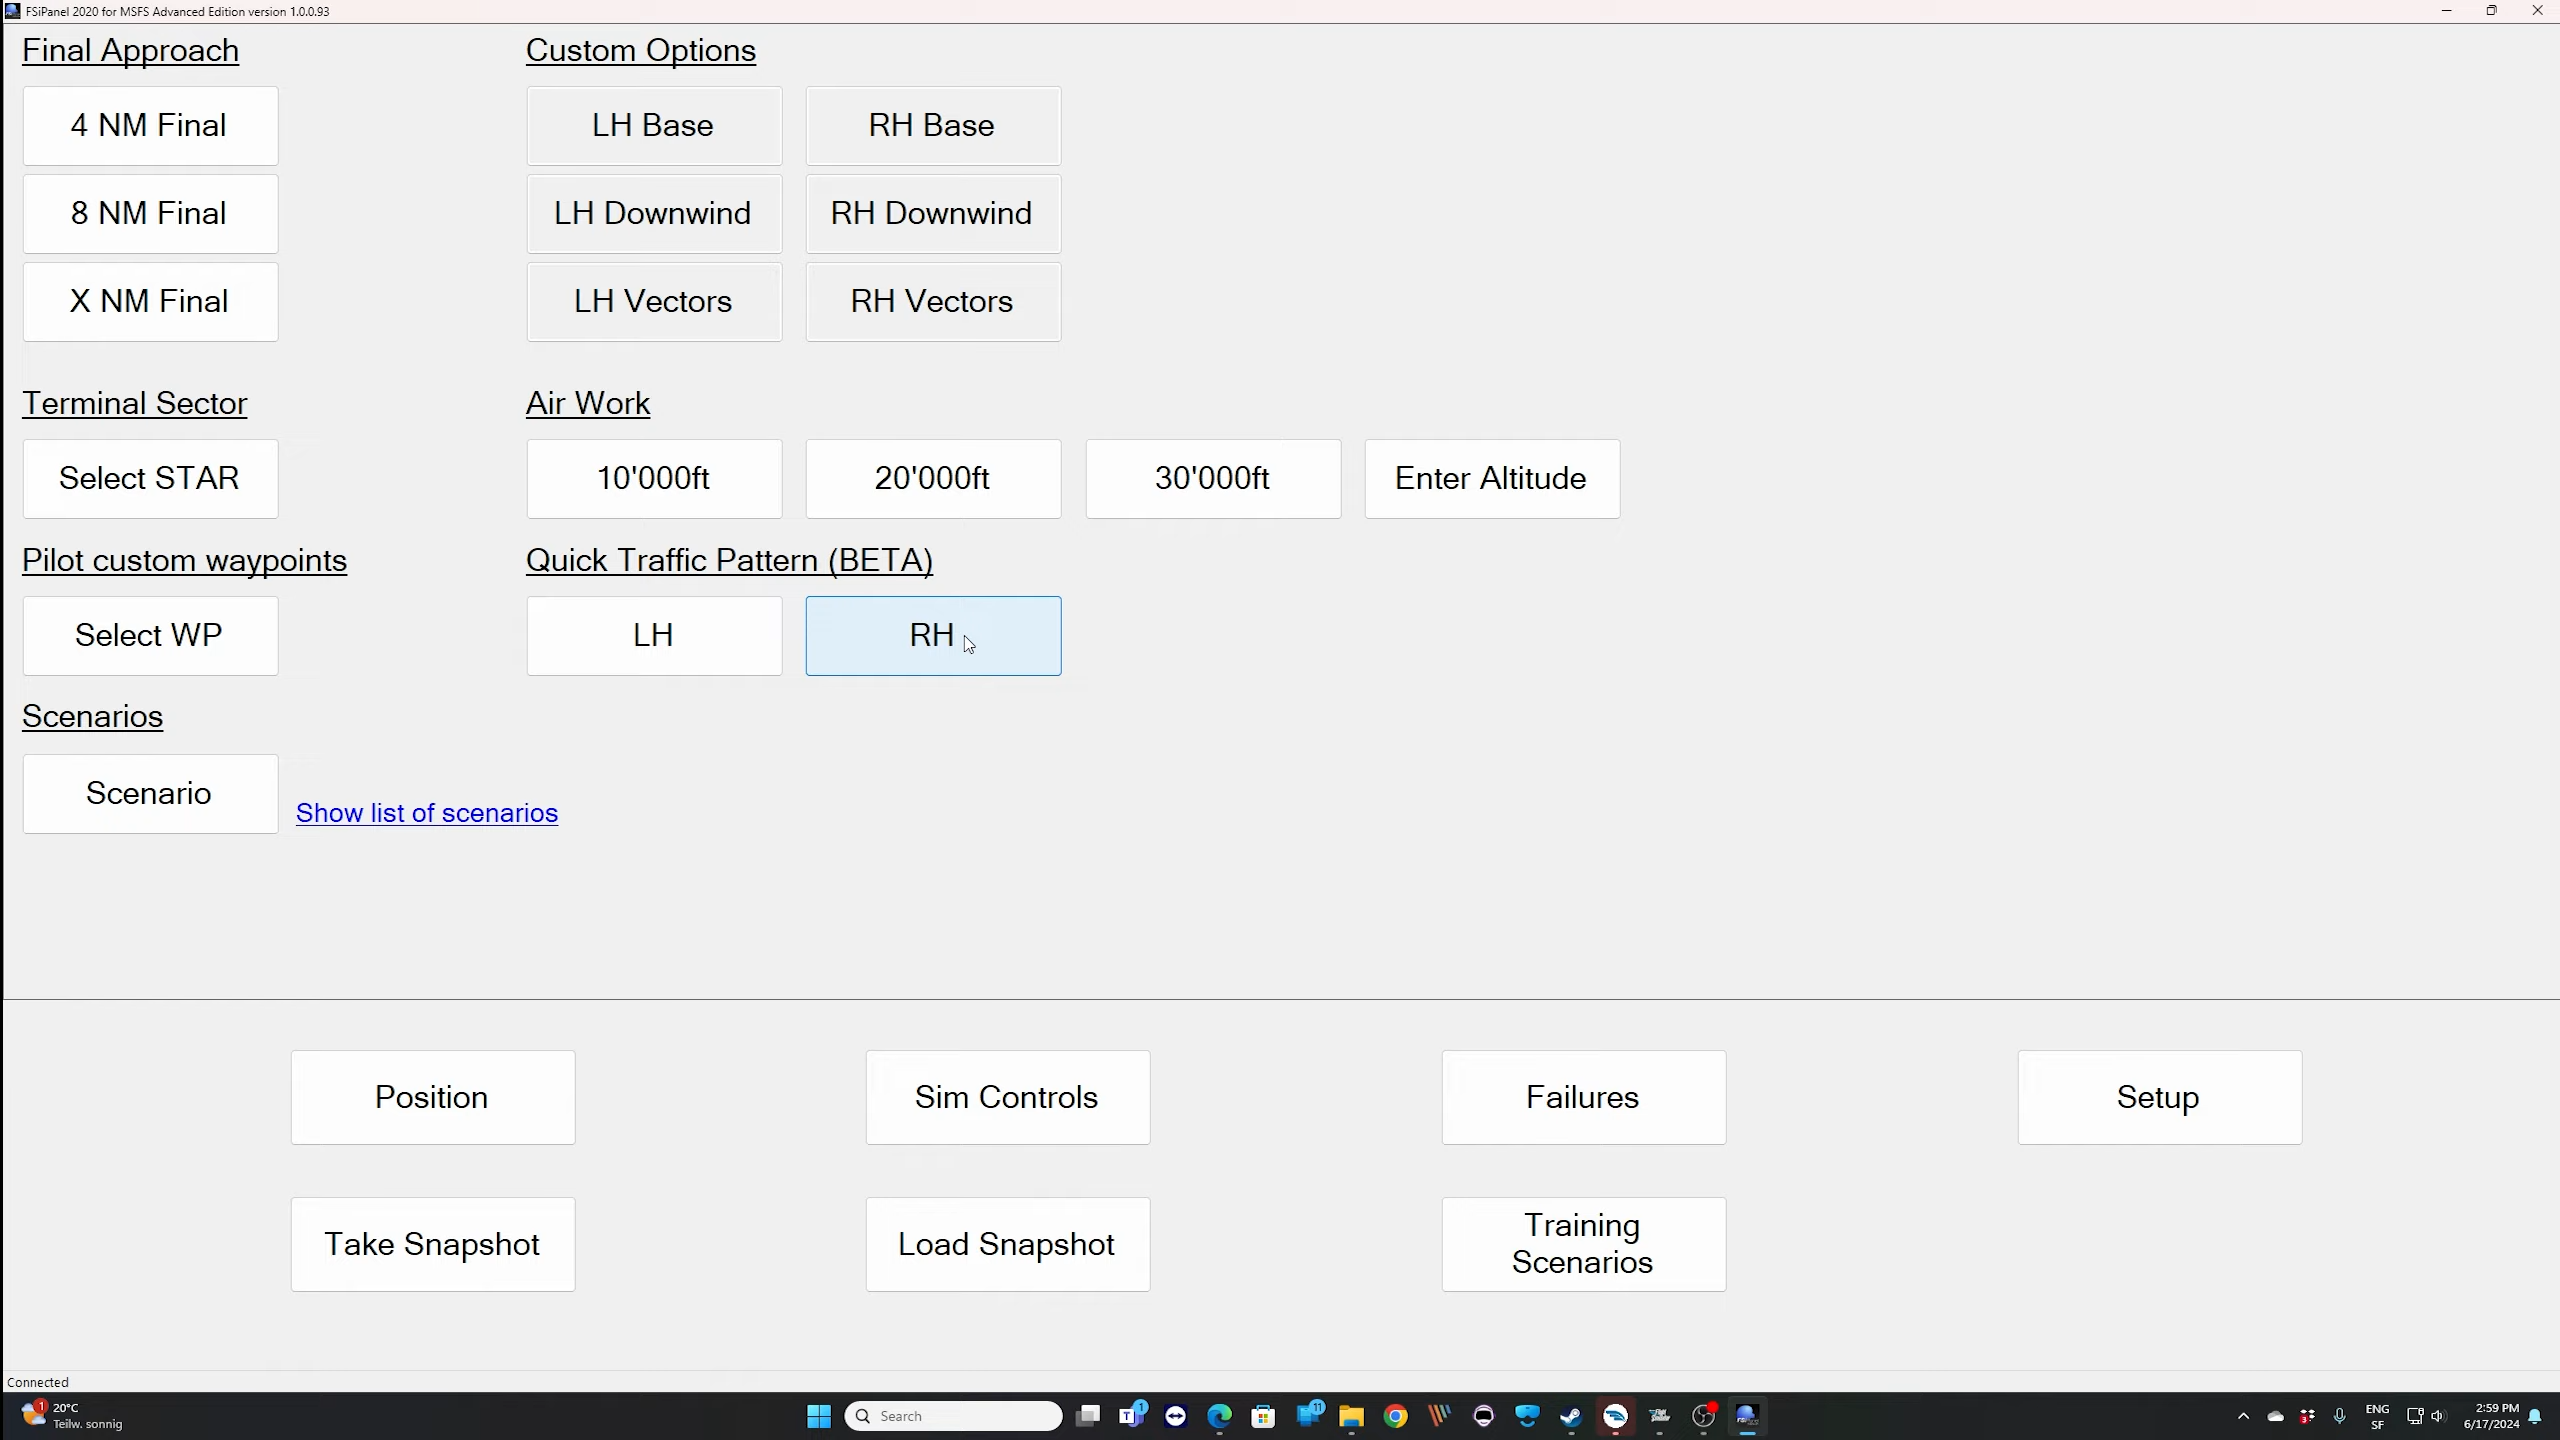 FSiPanel 2020 for MSFS Advanced Edition version 1.0.0.93
Final Approach
Custom Options
4 NM Final
LH Base
RH Base
8 NM Final
LH Downwind
RH Downwind
X NM Final
LH Vectors
RH Vectors
Terminal Sector
Air Work
Select STAR
10'000ft
20'000ft
30'000ft
Enter Altitude
Pilot custom waypoints
Quick Traffic Pattern (BETA)
Select WP
LH
RH
Scenarios
Scenario
Show list of scenarios
Position
Sim Controls
Failures
Setup
Take Snapshot
Load Snapshot
Training
Scenarios
Connected
1
20°C
Teilw. sonnig
Search
1
11
3
ENG
SF
2:59 PM
6/17/2024